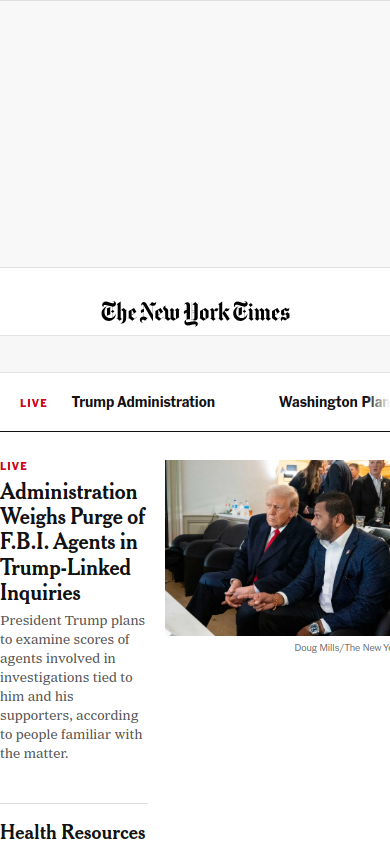 The New York Times
LIVE Trump Administration Washington
LIVE
Administration
Weighs Purge of
F.B.I. Agents in
Trump-Linked
Inquiries
President Trump plans
to examine scores of
agents involved in
investigations tied to
him and his
supporters, according
to people familiar with
the matter.
Doug Mills/The New
Health Resources